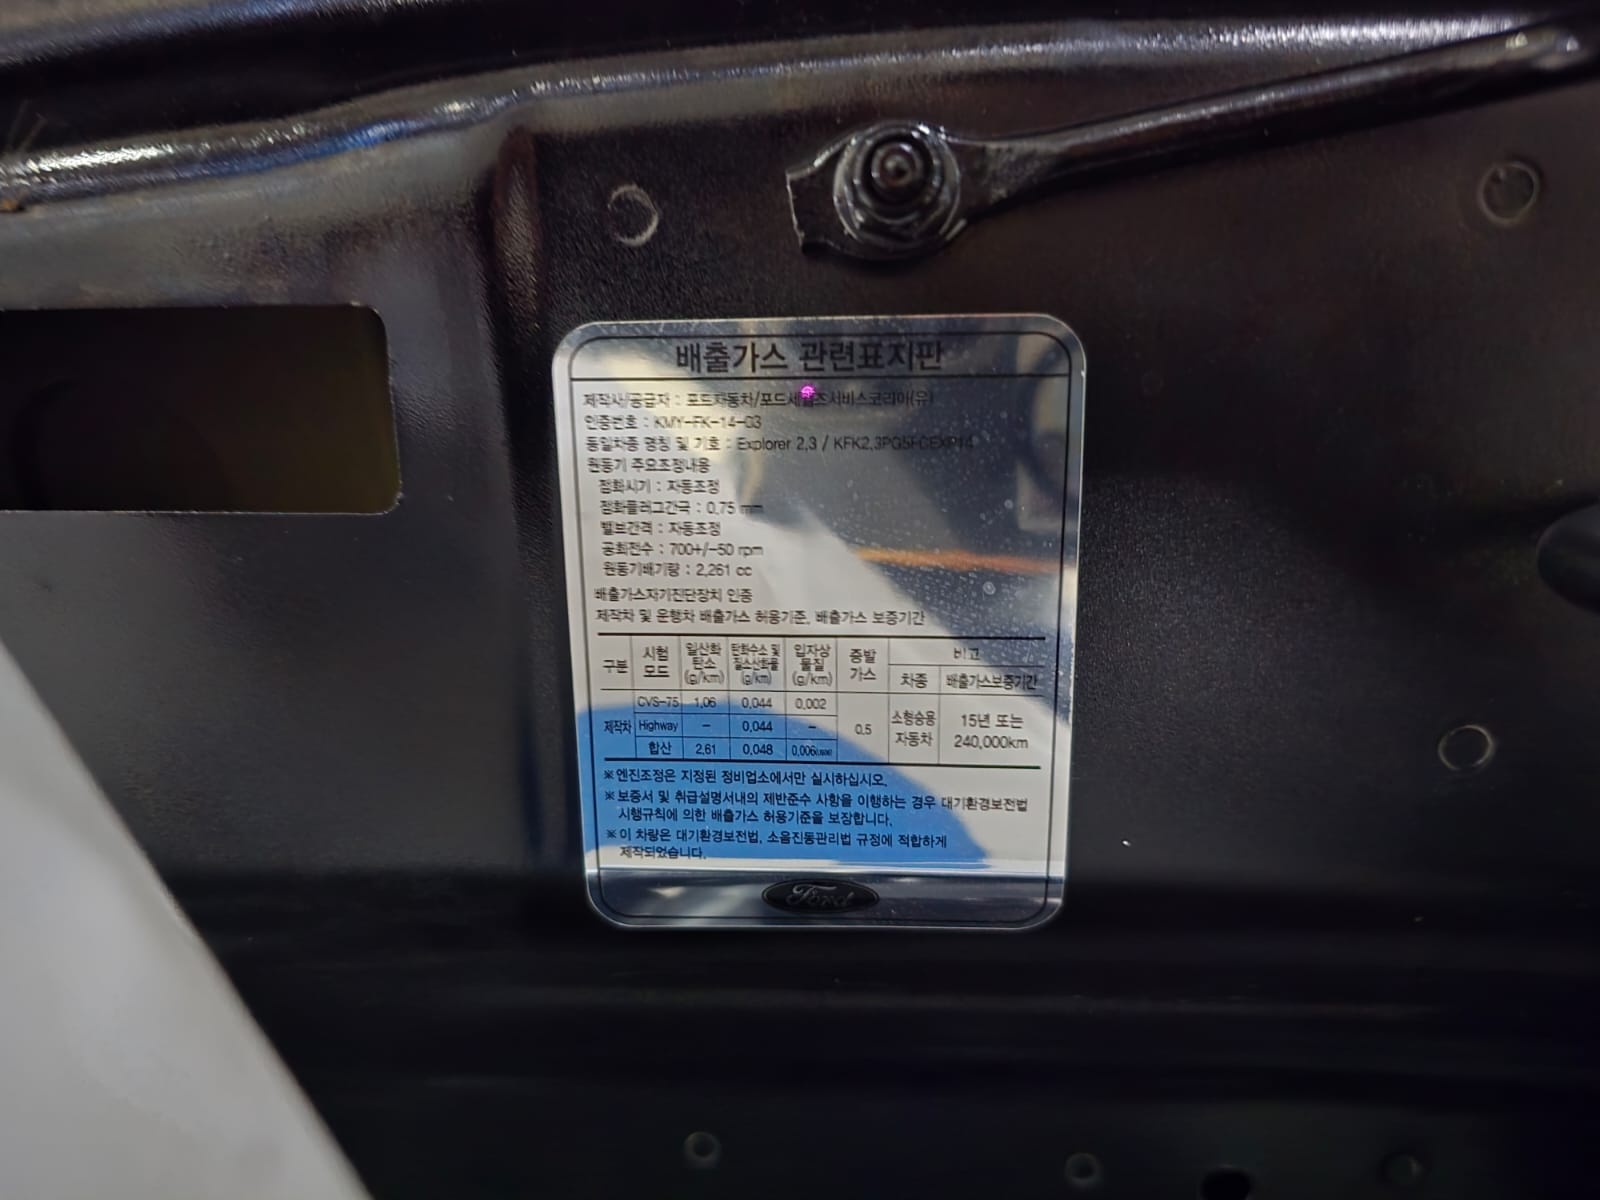 배출가스 관련표지판
제작사/공급자 : 포드자동차/포드세일즈서비스코리아(유)
인증번호 : KMY-FK-14-03
동일차종 명칭 및 기호 : Explorer 2.3 /
원동기 주요조정내용
점화시기 : 자동조정
점화플러그간극 : 0.75 mm
밸브간격 : 자동조정
공회전수 : 700+/-50 rpm
원동기배기량 : 2,261 cc
배출가스자기진단장치 인증
제작차 및 운행차 배출가스 허용기준, 배출가스 보증기간
구분 시험모드 일산화탄소(g/km) 탄화수소 및 질소산화물(g/km) 입자상물질(g/km) 증발가스 비고
차종 배출가스보증기간
제작차 CVS-75 1.06 0.044 0.002 0.5 소형승용자동차 15년 또는 240,000km
Highway - 0.044 -
합산 2.61 0.048
※ 엔진조정은 지정된 정비업소에서만 실시하십시오.
※ 보증서 및 취급설명서내의 제반준수 사항을 이행하는 경우 대기환경보전법
시행규칙에 의한 배출가스 허용기준을 보장합니다.
※ 이 차량은 대기환경보전법, 소음진동관리법 규정에 적합하게
제작되었습니다.
Ford